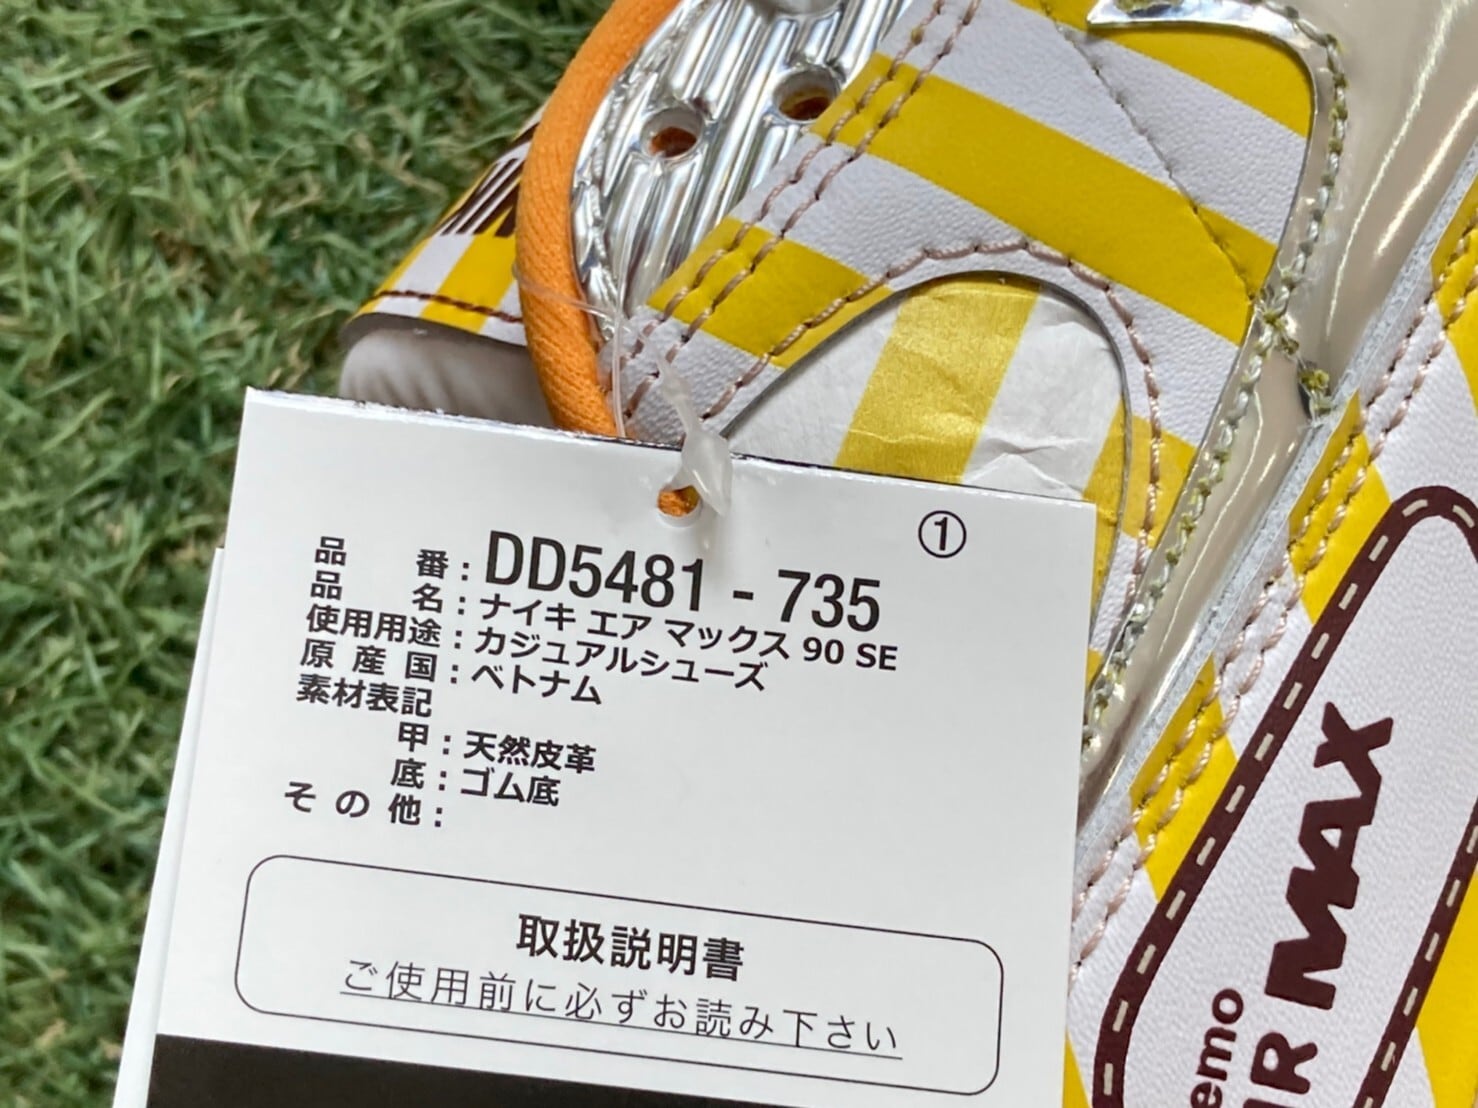 ①
品番：DD5481 - 735
品名：ナイキ エア マックス 90 SE
使用用途：カジュアルシューズ
原産国：ベトナム
素材表記
甲：天然皮革
底：ゴム底
その他：
取扱説明書
ご使用前に必ずお読み下さい
emo
IR MAX